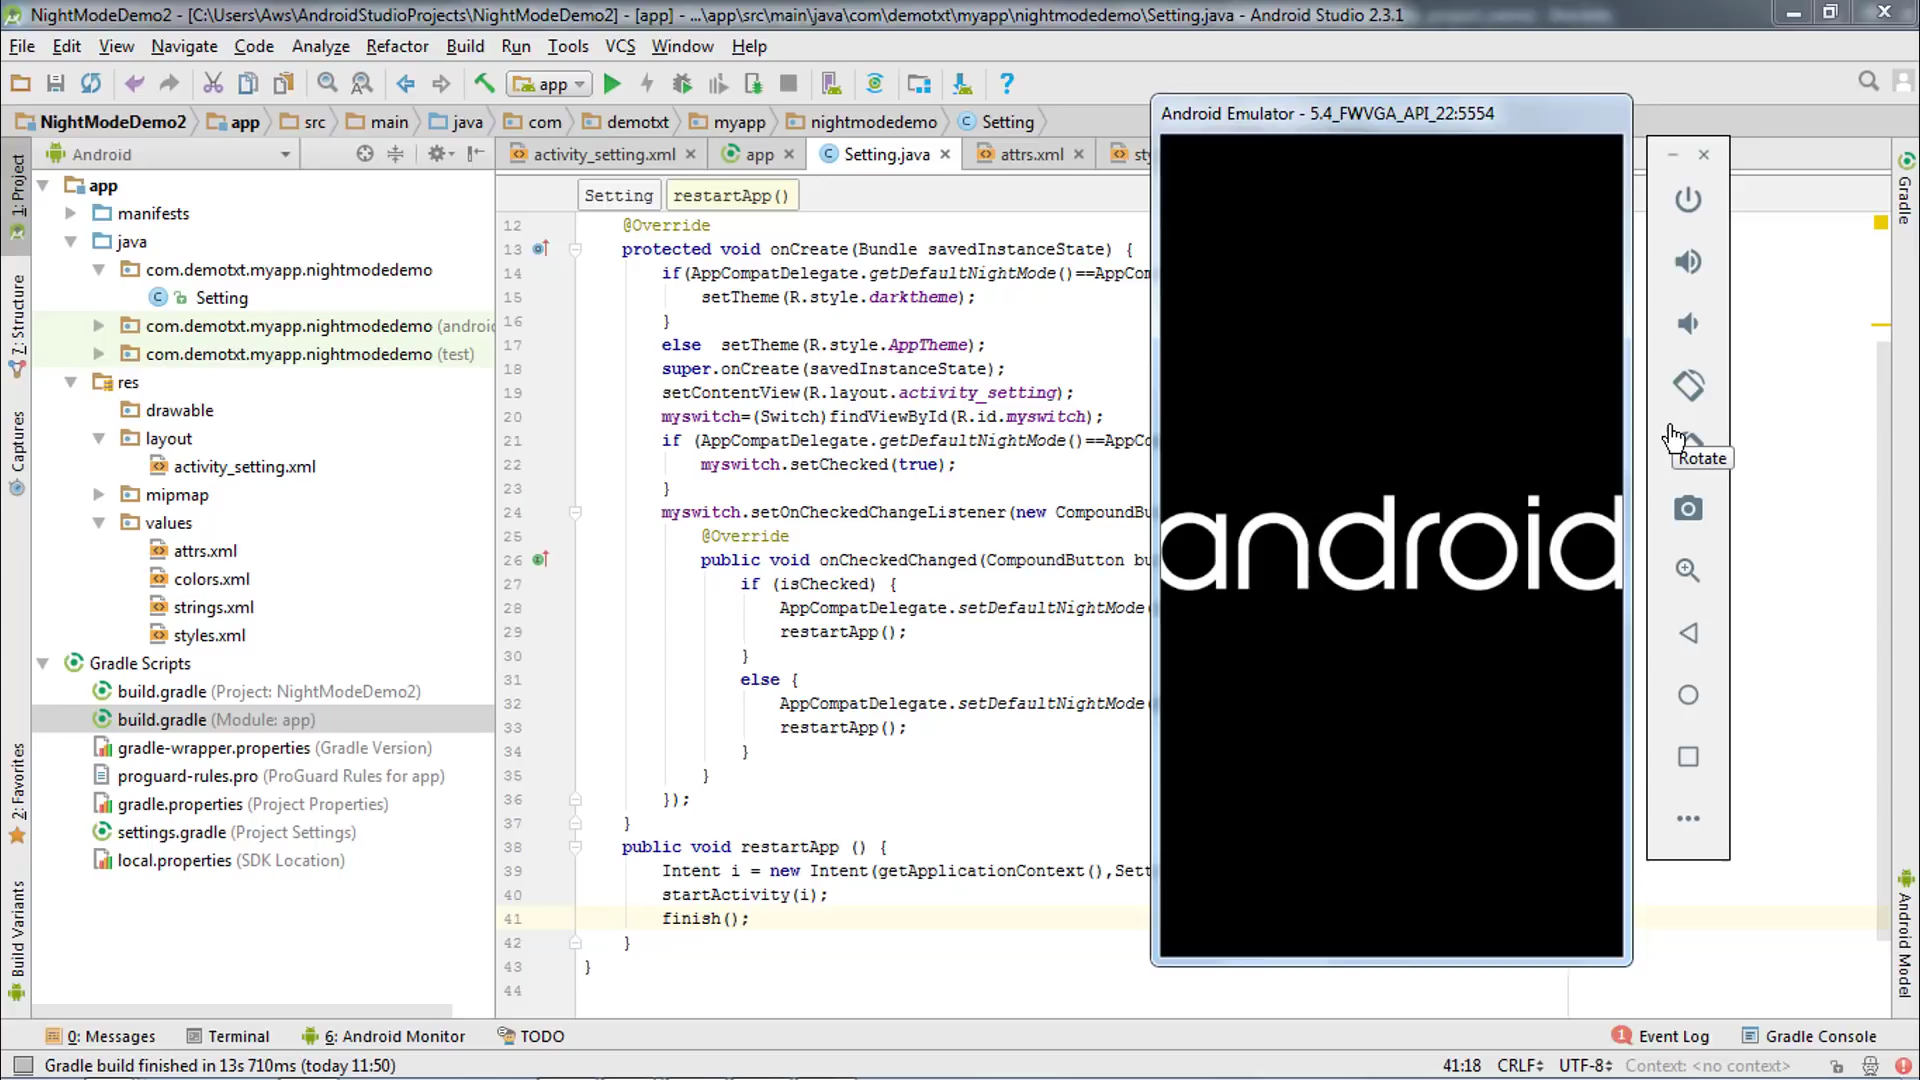 NightModeDemo2 - [C:\Users\Aws\AndroidStudioProjects\NightModeDemo2] - [app] - ...\app\src\main\java\com\demotxt\myapp\nightmodedemo\Setting.java - Android Studio 2.3.1
File Edit View Navigate Code Analyze Refactor Build Run Tools VCS Window Help
app
NightModeDemo2 app src main java com demotxt myapp nightmodedemo Setting
Android
activity_setting.xml app Setting.java attrs.xml
Setting restartApp()
1: Project
7: Structure
Captures
2: Favorites
Build Variants
app
manifests
java
com.demotxt.myapp.nightmodedemo
Setting
com.demotxt.myapp.nightmodedemo (android
com.demotxt.myapp.nightmodedemo (test)
res
drawable
layout
activity_setting.xml
mipmap
values
attrs.xml
colors.xml
strings.xml
styles.xml
Gradle Scripts
build.gradle (Project: NightModeDemo2)
build.gradle (Module: app)
gradle-wrapper.properties (Gradle Version)
proguard-rules.pro (ProGuard Rules for app)
gradle.properties (Project Properties)
settings.gradle (Project Settings)
local.properties (SDK Location)
12 @Override
13 protected void onCreate(Bundle savedInstanceState) {
14 if(AppCompatDelegate.getDefaultNightMode()==AppCo
15 setTheme(R.style.darktheme);
16 }
17 else setTheme(R.style.AppTheme);
18 super.onCreate(savedInstanceState);
19 setContentView(R.layout.activity_setting);
20 myswitch=(Switch)findViewById(R.id.myswitch);
21 if (AppCompatDelegate.getDefaultNightMode()==AppCo
22 myswitch.setChecked(true);
23 }
24 myswitch.setOnCheckedChangeListener(new CompoundBu
25 @Override
26 public void onCheckedChanged(CompoundButton bu
27 if (isChecked) {
28 AppCompatDelegate.setDefaultNightMode(
29 restartApp();
30 }
31 else {
32 AppCompatDelegate.setDefaultNightMode(
33 restartApp();
34 }
35 }
36 });
37 }
38 public void restartApp () {
39 Intent i = new Intent(getApplicationContext(),Sett
40 startActivity(i);
41 finish();
42 }
43 }
44
Android Emulator - 5.4_FWVGA_API_22:5554
android
Rotate
Gradle
Android Model
0: Messages Terminal 6: Android Monitor TODO 1 Event Log Gradle Console
Gradle build finished in 13s 710ms (today 11:50) 41:18 CRLF UTF-8 Context: <no context>